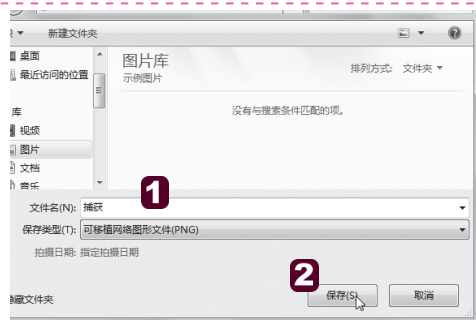 新建文件夹
桌面
最近访问的位置
图片库
示例图片
排列方式: 文件夹
没有与搜索条件匹配的项。
库
视频
图片
文档
音乐
1
文件名(N): 捕获
保存类型(T): 可移植网络图形文件(PNG)
拍摄日期: 指定拍摄日期
2
保存(S)
取消
藏文件夹